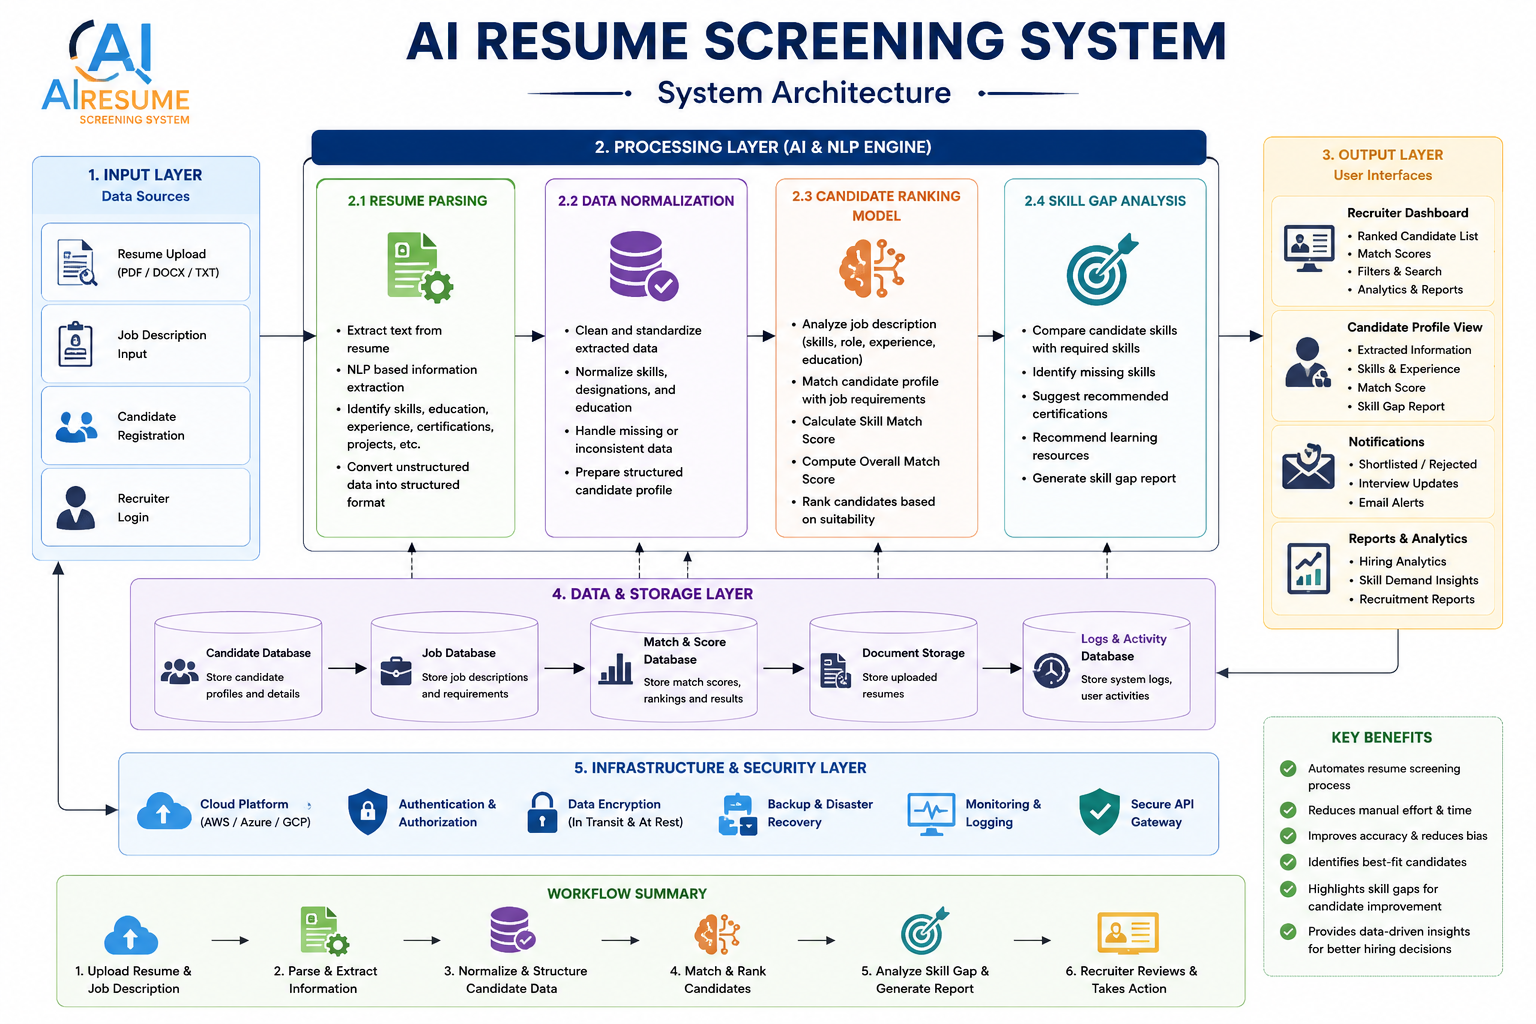 AI
AIRESUME
SCREENING SYSTEM
AI RESUME SCREENING SYSTEM
System Architecture
1. INPUT LAYER
Data Sources
Resume Upload
(PDF / DOCX / TXT)
Job Description
Input
Candidate
Registration
Recruiter
Login
2. PROCESSING LAYER (AI & NLP ENGINE)
2.1 RESUME PARSING
• Extract text from
resume
• NLP based information
extraction
• Identify skills, education,
experience, certifications,
projects, etc.
• Convert unstructured
data into structured
format
2.2 DATA NORMALIZATION
• Clean and standardize
extracted data
• Normalize skills,
designations, and
education
• Handle missing or
inconsistent data
• Prepare structured
candidate profile
2.3 CANDIDATE RANKING
MODEL
• Analyze job description
(skills, role, experience,
education)
• Match candidate profile
with job requirements
• Calculate Skill Match
Score
• Compute Overall Match
Score
• Rank candidates based
on suitability
2.4 SKILL GAP ANALYSIS
• Compare candidate skills
with required skills
• Identify missing skills
• Suggest recommended
certifications
• Recommend learning
resources
• Generate skill gap report
3. OUTPUT LAYER
User Interfaces
Recruiter Dashboard
• Ranked Candidate List
• Match Scores
• Filters & Search
• Analytics & Reports
Candidate Profile View
• Extracted Information
• Skills & Experience
• Match Score
• Skill Gap Report
Notifications
• Shortlisted / Rejected
• Interview Updates
• Email Alerts
Reports & Analytics
• Hiring Analytics
• Skill Demand Insights
• Recruitment Reports
4. DATA & STORAGE LAYER
Candidate Database
Store candidate
profiles and details
Job Database
Store job descriptions
and requirements
Match & Score
Database
Store match scores,
rankings and results
Document Storage
Store uploaded
resumes
Logs & Activity
Database
Store system logs,
user activities
5. INFRASTRUCTURE & SECURITY LAYER
Cloud Platform
(AWS / Azure / GCP)
Authentication &
Authorization
Data Encryption
(In Transit & At Rest)
Backup & Disaster
Recovery
Monitoring &
Logging
Secure API
Gateway
KEY BENEFITS
Automates resume screening
process
Reduces manual effort & time
Improves accuracy & reduces bias
Identifies best-fit candidates
Highlights skill gaps for
candidate improvement
Provides data-driven insights
for better hiring decisions
WORKFLOW SUMMARY
1. Upload Resume &
Job Description
2. Parse & Extract
Information
3. Normalize & Structure
Candidate Data
4. Match & Rank
Candidates
5. Analyze Skill Gap &
Generate Report
6. Recruiter Reviews &
Takes Action